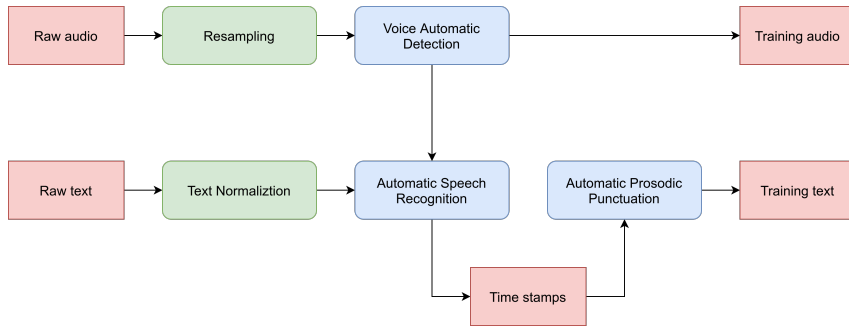 Raw audio
Resampling
Voice Automatic
Detection
Training audio
Raw text
Text Normaliztion
Automatic Speech
Recognition
Automatic Prosodic
Punctuation
Training text
Time stamps